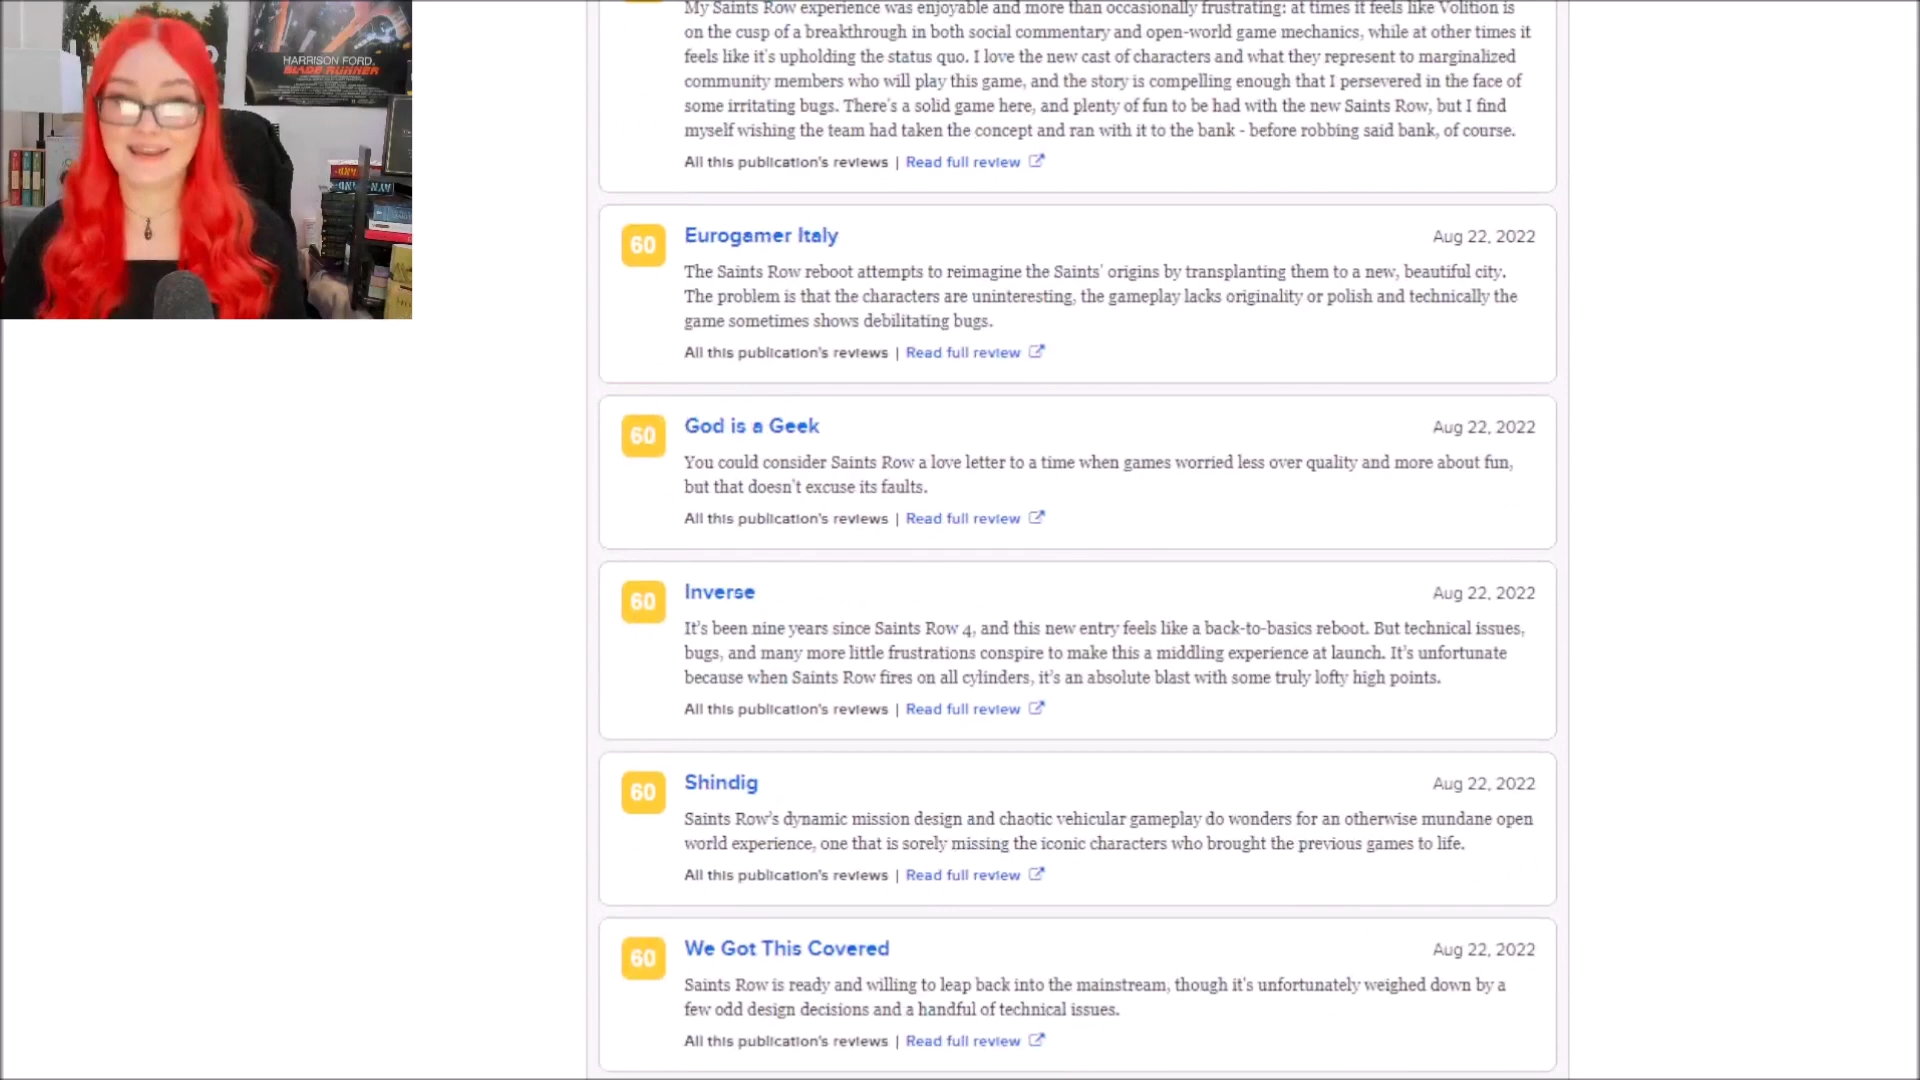 HARRISON FORD
BLADE RUNNER
My Saints Row experience was enjoyable and more than occasionally frustrating: at times it feels like Volition is
on the cusp of a breakthrough in both social commentary and open-world game mechanics, while at other times it
feels like it's upholding the status quo. I love the new cast of characters and what they represent to marginalized
community members who will play this game, and the story is compelling enough that I persevered in the face of
some irritating bugs. There's a solid game here, and plenty of fun to be had with the new Saints Row, but I find
myself wishing the team had taken the concept and ran with it to the bank - before robbing said bank, of course.
All this publication's reviews | Read full review
60 Eurogamer Italy Aug 22, 2022
The Saints Row reboot attempts to reimagine the Saints' origins by transplanting them to a new, beautiful city.
The problem is that the characters are uninteresting, the gameplay lacks originality or polish and technically the
game sometimes shows debilitating bugs.
All this publication's reviews | Read full review
60 God is a Geek Aug 22, 2022
You could consider Saints Row a love letter to a time when games worried less over quality and more about fun,
but that doesn't excuse its faults.
All this publication's reviews | Read full review
60 Inverse Aug 22, 2022
It's been nine years since Saints Row 4, and this new entry feels like a back-to-basics reboot. But technical issues,
bugs, and many more little frustrations conspire to make this a middling experience at launch. It's unfortunate
because when Saints Row fires on all cylinders, it's an absolute blast with some truly lofty high points.
All this publication's reviews | Read full review
60 Shindig Aug 22, 2022
Saints Row's dynamic mission design and chaotic vehicular gameplay do wonders for an otherwise mundane open
world experience, one that is sorely missing the iconic characters who brought the previous games to life.
All this publication's reviews | Read full review
60 We Got This Covered Aug 22, 2022
Saints Row is ready and willing to leap back into the mainstream, though it's unfortunately weighed down by a
few odd design decisions and a handful of technical issues.
All this publication's reviews | Read full review